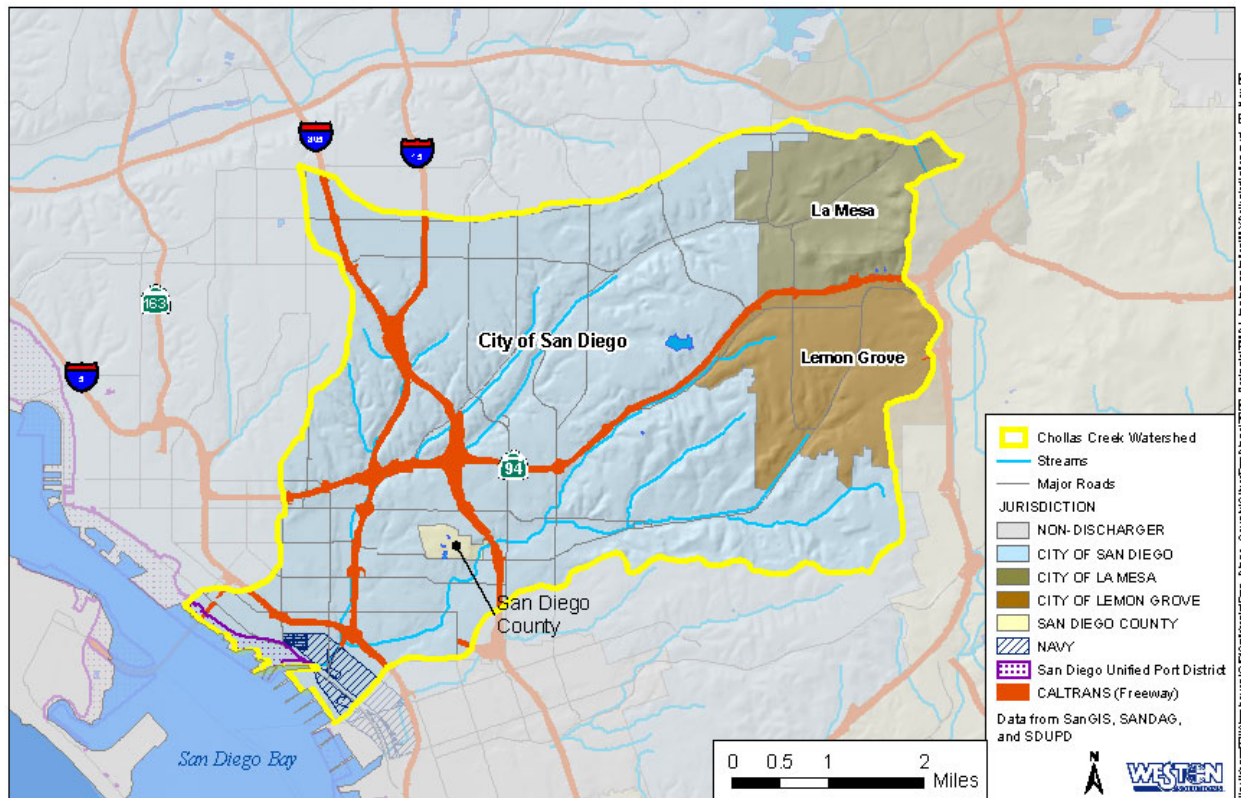 805
15
La Mesa
163
City of San Diego
Lemon Grove
5
94
San Diego
County
San Diego Bay
Chollas Creek Watershed
Streams
Major Roads
JURISDICTION
NON-DISCHARGER
CITY OF SAN DIEGO
CITY OF LA MESA
CITY OF LEMON GROVE
SAN DIEGO COUNTY
NAVY
San Diego Unified Port District
CALTRANS (Freeway)
Data from SanGIS, SANDAG,
and SDUPD
0 0.5 1 2
Miles
N
WESTON
SOLUTIONS